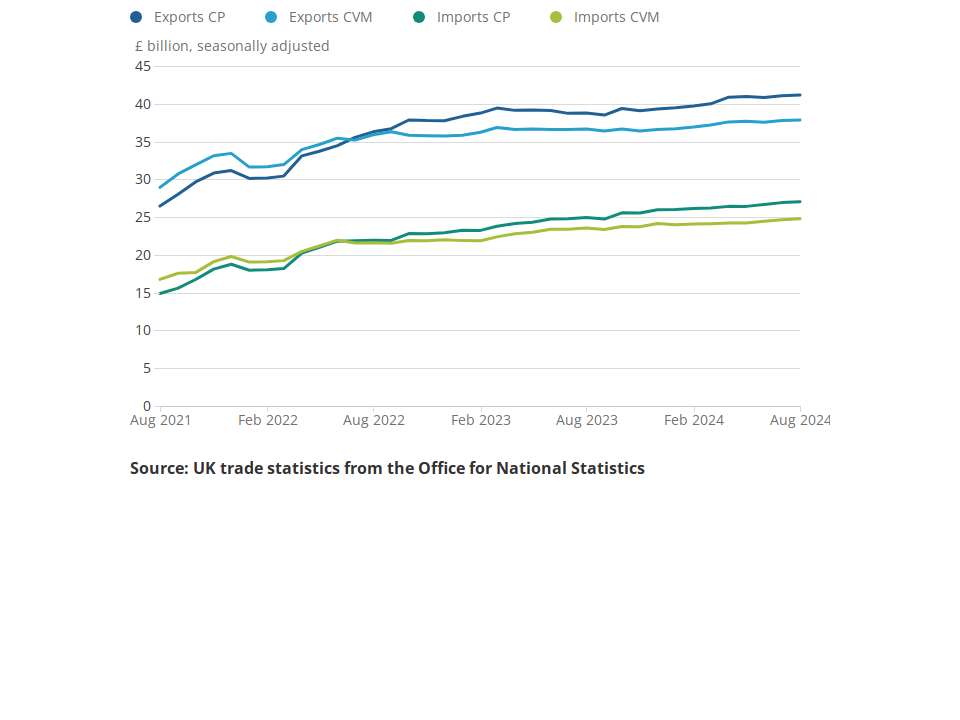 Exports CP Exports CVM Imports CP Imports CVM
£ billion, seasonally adjusted
45
40
35
30
25
20
15
10
5
0
Aug 2021 Feb 2022 Aug 2022 Feb 2023 Aug 2023 Feb 2024 Aug 2024
Source: UK trade statistics from the Office for National Statistics